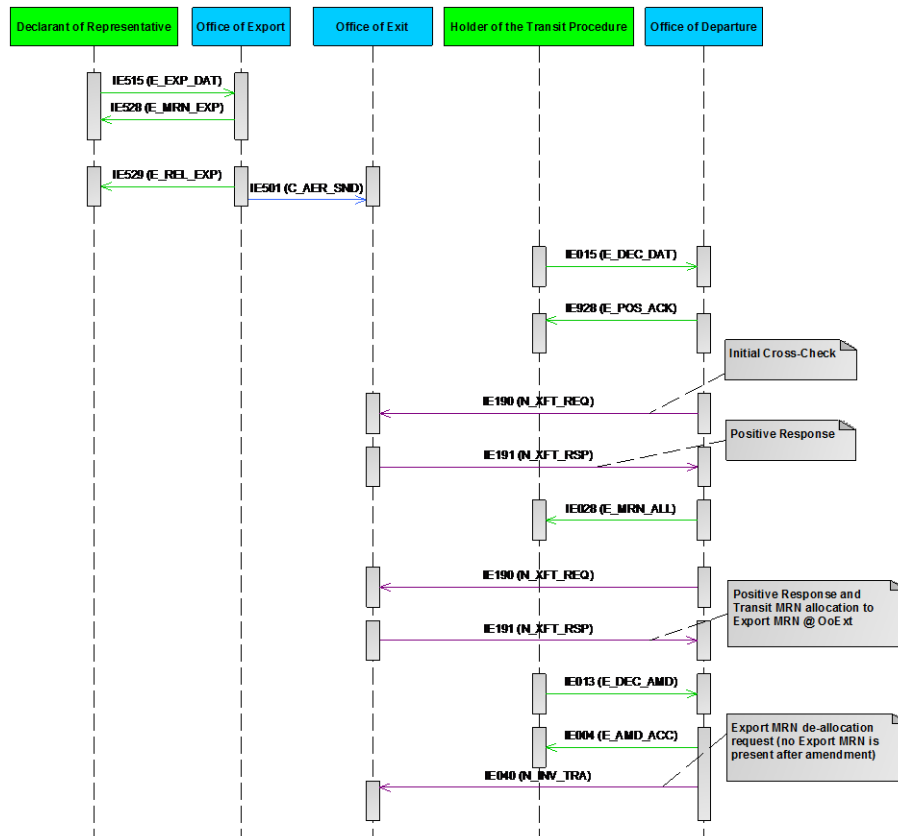 Declarant of Representative
Office of Export
Office of Exit
Holder of the Transit Procedure
Office of Departure
IE515 (E_EXP_DAT)
IE528 (E_MRN_EXP)
IE529 (E_REL_EXP)
IE501 (C_AER_SND)
IE015 (E_DEC_DAT)
IE928 (E_POS_ACK)
Initial Cross-Check
IE190 (N_XFT_REQ)
Positive Response
IE191 (N_XFT_RSP)
IE028 (E_MRN_ALL)
IE190 (N_XFT_REQ)
Positive Response and
Transit MRN allocation to
Export MRN @ OoExt
IE191 (N_XFT_RSP)
IE013 (E_DEC_AMD)
IE004 (E_AMD_ACC)
Export MRN de-allocation
request (no Export MRN is
present after amendment)
IE040 (N_INV_TRA)